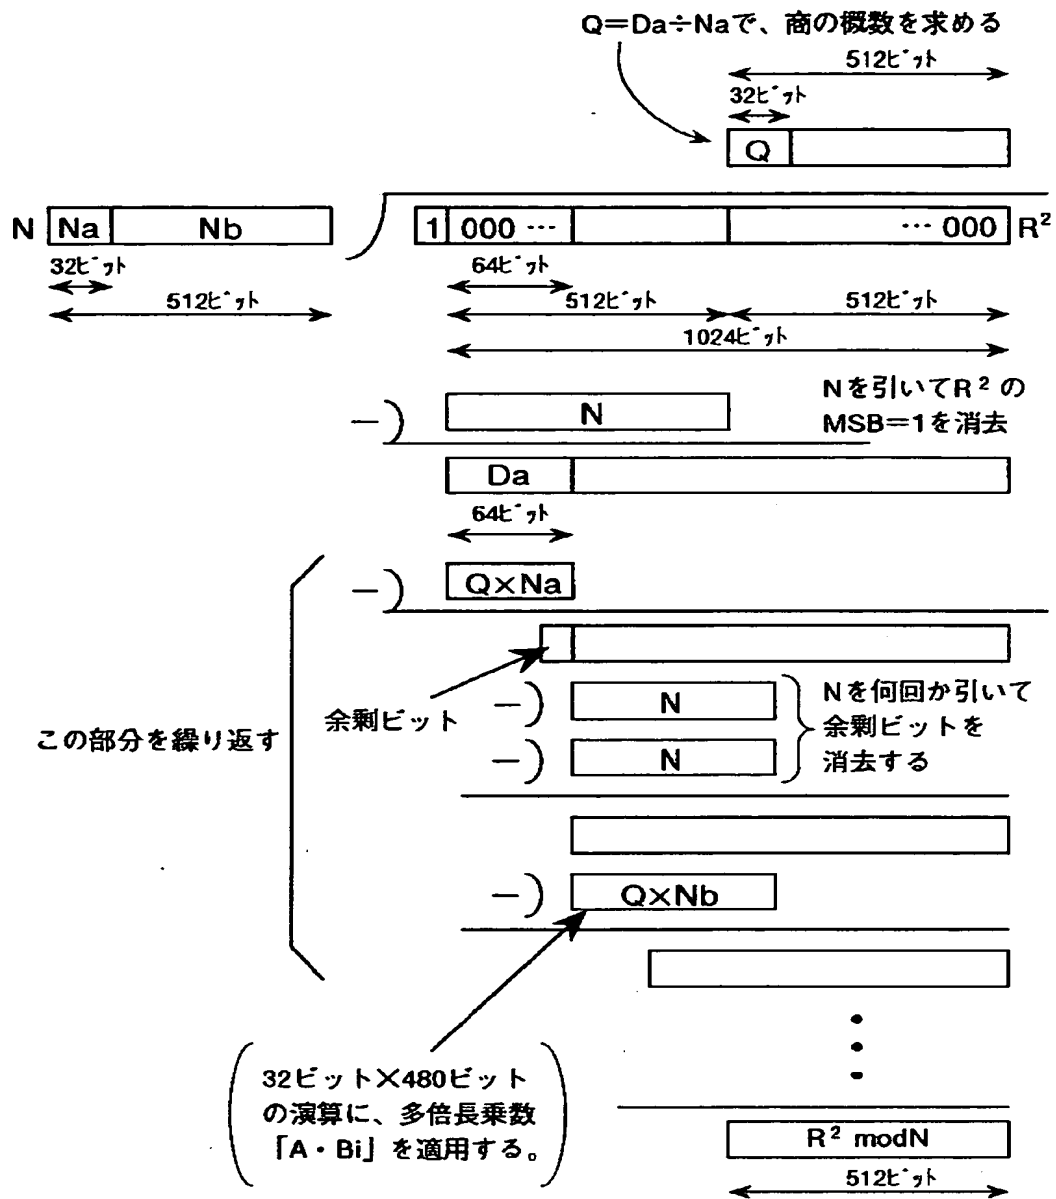 Q=Da÷Naで、商の概数を求める
512ビット
32ビット
Q
N Na Nb 1 000 ··· ··· 000 R²
32ビット 64ビット
512ビット 512ビット 512ビット
1024ビット
Nを引いてR²の
MSB=1を消去
−) N
Da
64ビット
−) Q×Na
余剰ビット
−) N
−) N
Nを何回か引いて
余剰ビットを
消去する
この部分を繰り返す
−) Q×Nb
32ビット×480ビット
の演算に、多倍長乗数
「A・Bi」を適用する。
R² modN
512ビット